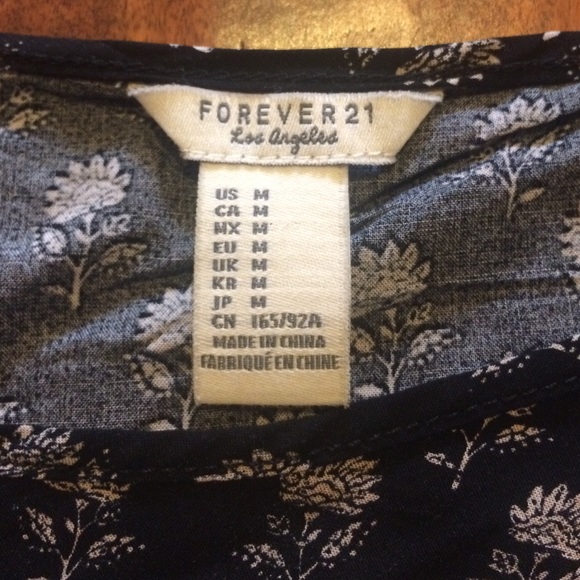 FOREVER 21
Los Angeles
US M
CA M
MX M
EU M
UK M
KR M
JP M
CN 165/92A
MADE IN CHINA
FABRIQUÉ EN CHINE